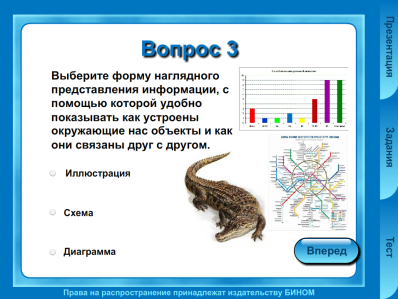 Вопрос 3
Выберите форму наглядного
представления информации, с
помощью которой удобно
показывать как устроены
окружающие нас объекты и как
они связаны друг с другом.
Иллюстрация
Схема
Диаграмма
Вперед
Презентация
Задания
Тест
Права на распространение принадлежат издательству БИНОМ